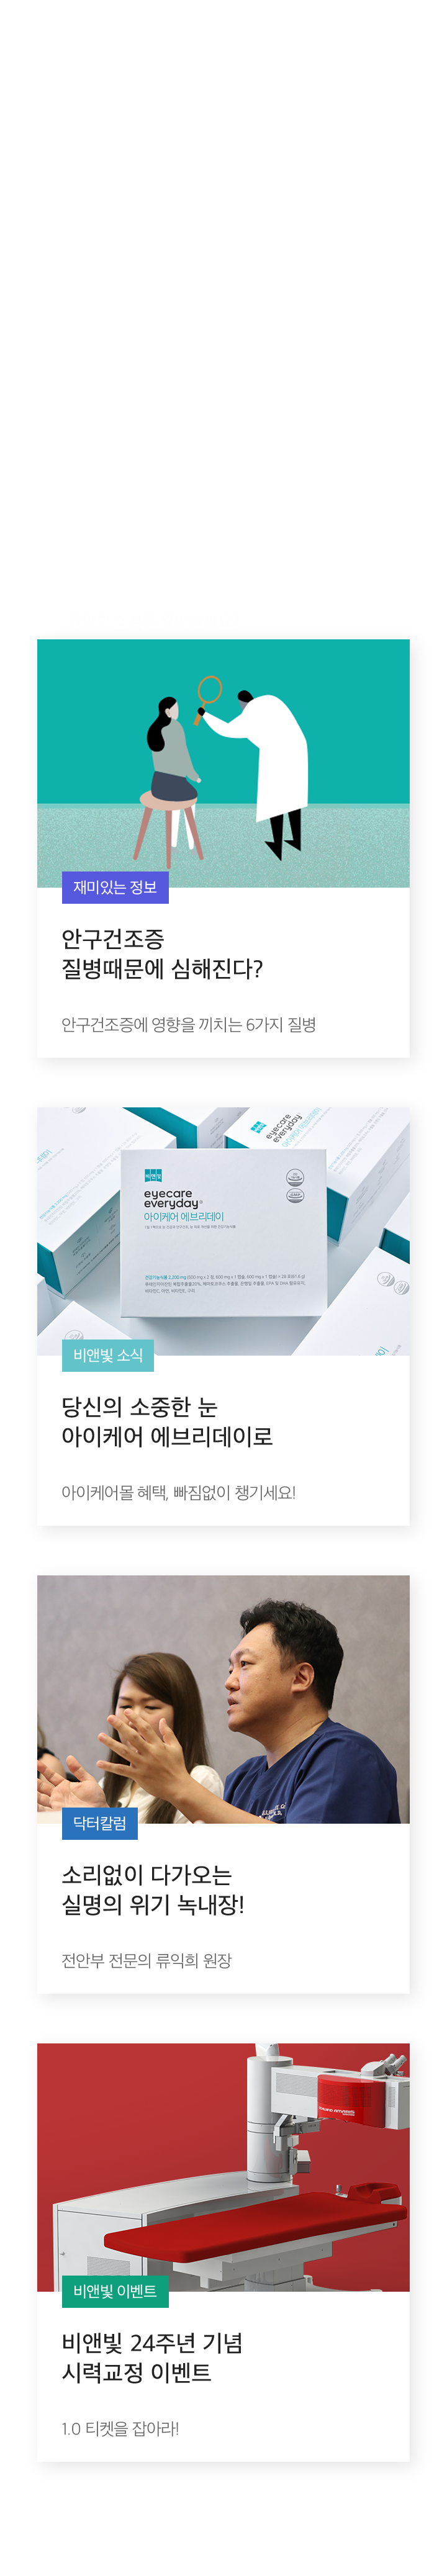 재미있는 정보
안구건조증
질병때문에 심해진다?
안구건조증에 영향을 끼치는 6가지 질병
eyecare
everyday
비앤빛
eyecare
everyday®
아이케어 에브리데이
비앤빛 소식
당신의 소중한 눈
아이케어 에브리데이로
아이케어몰 혜택, 빠짐없이 챙기세요!
닥터칼럼
소리없이 다가오는
실명의 위기 녹내장!
전안부 전문의 류익희 원장
비앤빛 이벤트
비앤빛 24주년 기념
시력교정 이벤트
1.0 티켓을 잡아라!